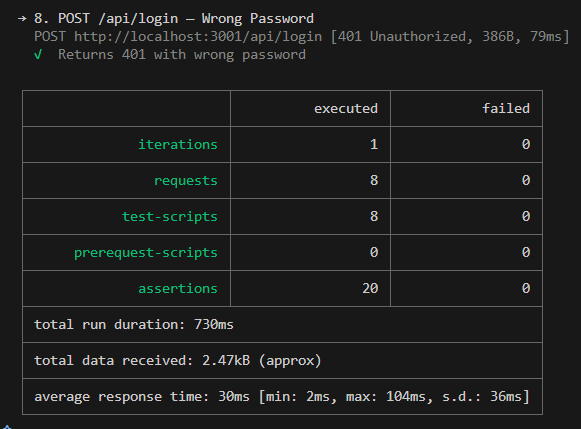 → 8. POST /api/login — Wrong Password
POST http://localhost:3001/api/login [401 Unauthorized, 386B, 79ms]
√ Returns 401 with wrong password
executed failed
iterations 1 0
requests 8 0
test-scripts 8 0
prerequest-scripts 0 0
assertions 20 0
total run duration: 730ms
total data received: 2.47kB (approx)
average response time: 30ms [min: 2ms, max: 104ms, s.d.: 36ms]